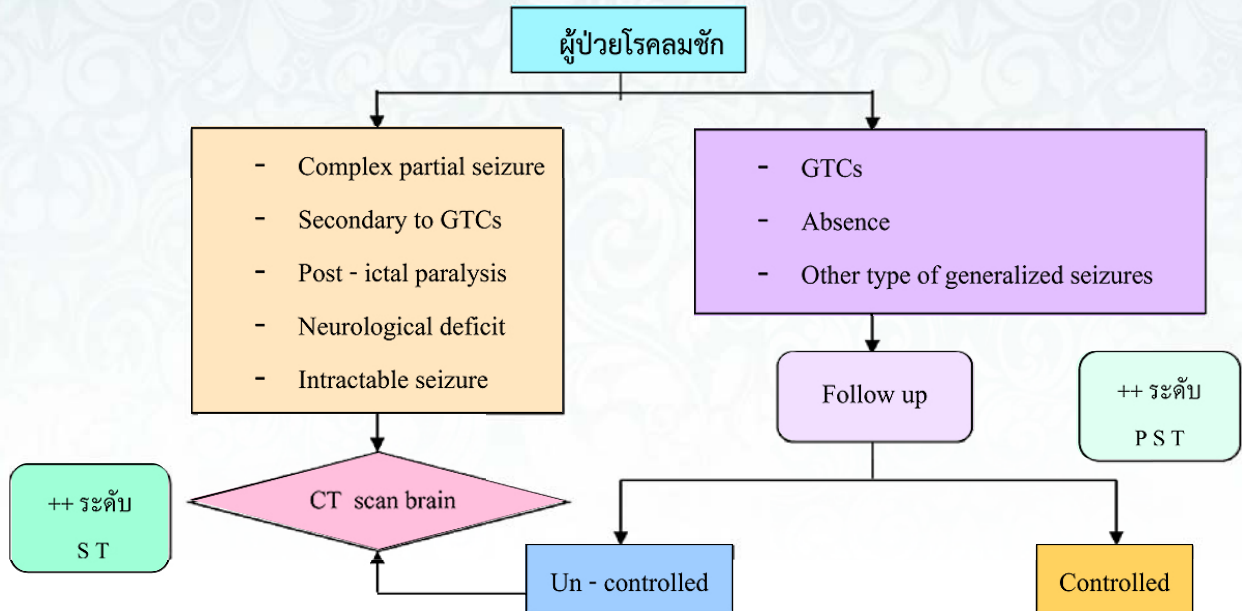 ผู้ป่วยโรคลมชัก
- Complex partial seizure
- Secondary to GTCs
- Post - ictal paralysis
- Neurological deficit
- Intractable seizure
- GTCs
- Absence
- Other type of generalized seizures
Follow up
++ ระดับ
P S T
++ ระดับ
S T
CT scan brain
Un - controlled
Controlled